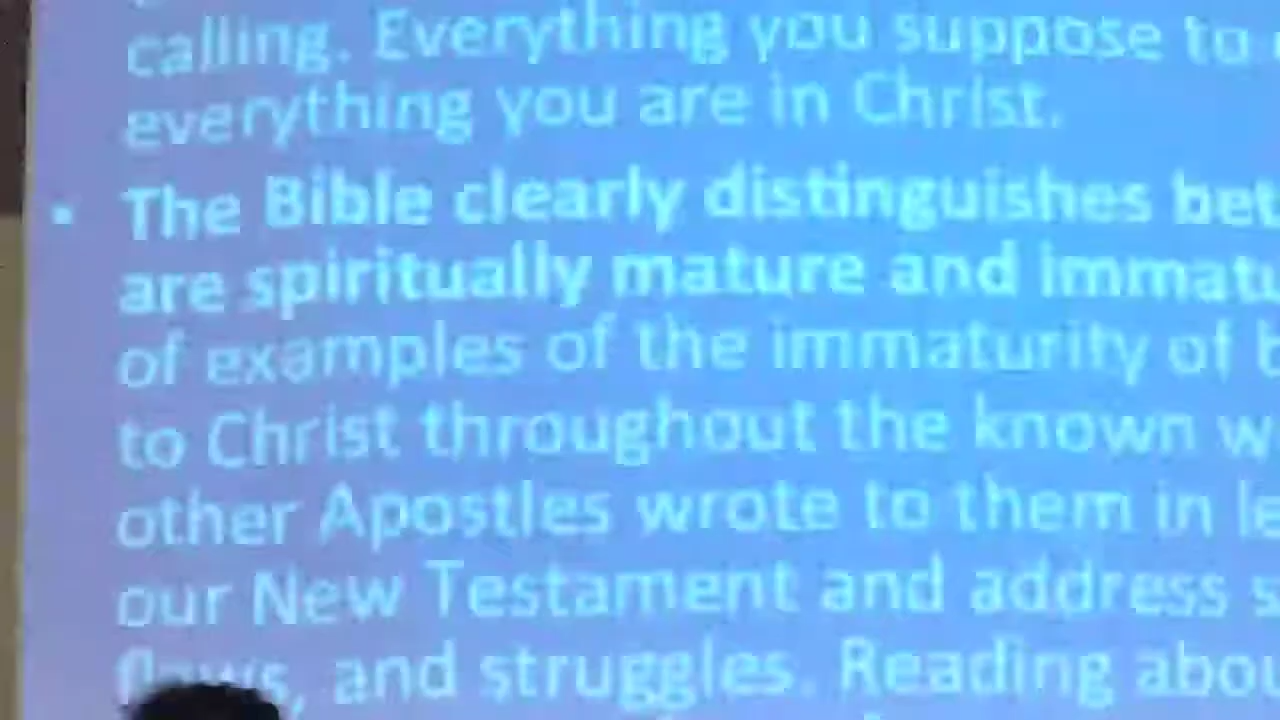 calling. Everything you suppose to
everything you are in Christ.
▪ The Bible clearly distinguishes bet
are spiritually mature and immatu
of examples of the immaturity of b
to Christ throughout the known w
other Apostles wrote to them in le
our New Testament and address s
flaws, and struggles. Reading abou